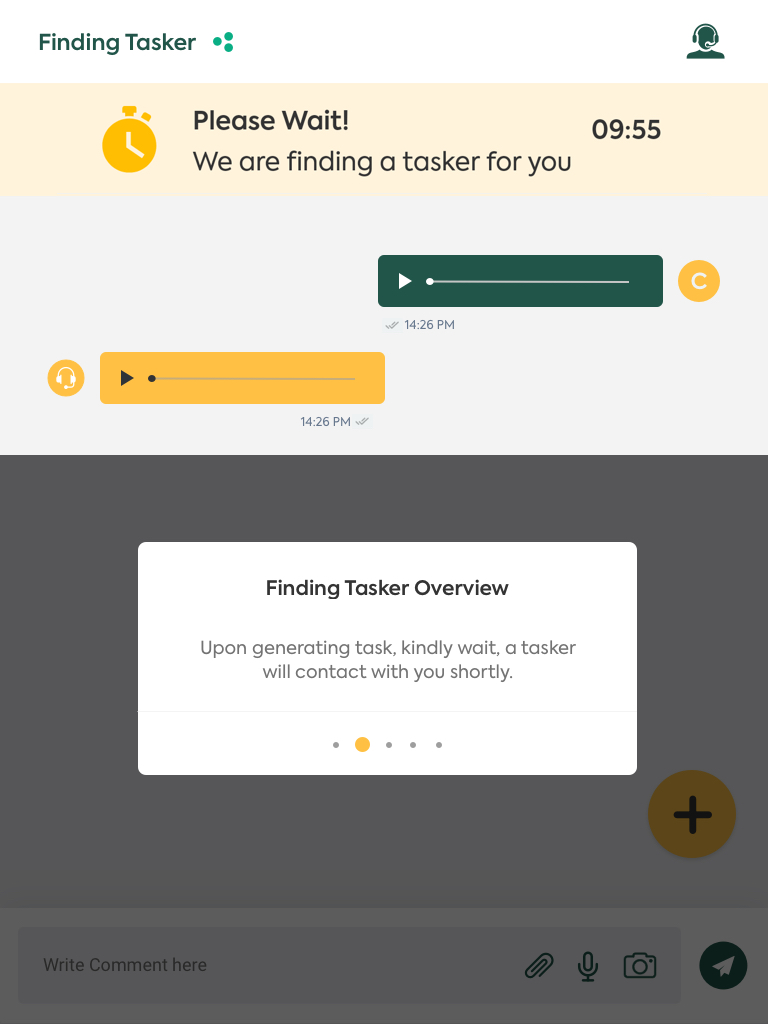 Finding Tasker
Please Wait!
09:55
We are finding a tasker for you
C
14:26 PM
14:26 PM
Finding Tasker Overview
Upon generating task, kindly wait, a tasker
will contact with you shortly.
Write Comment here